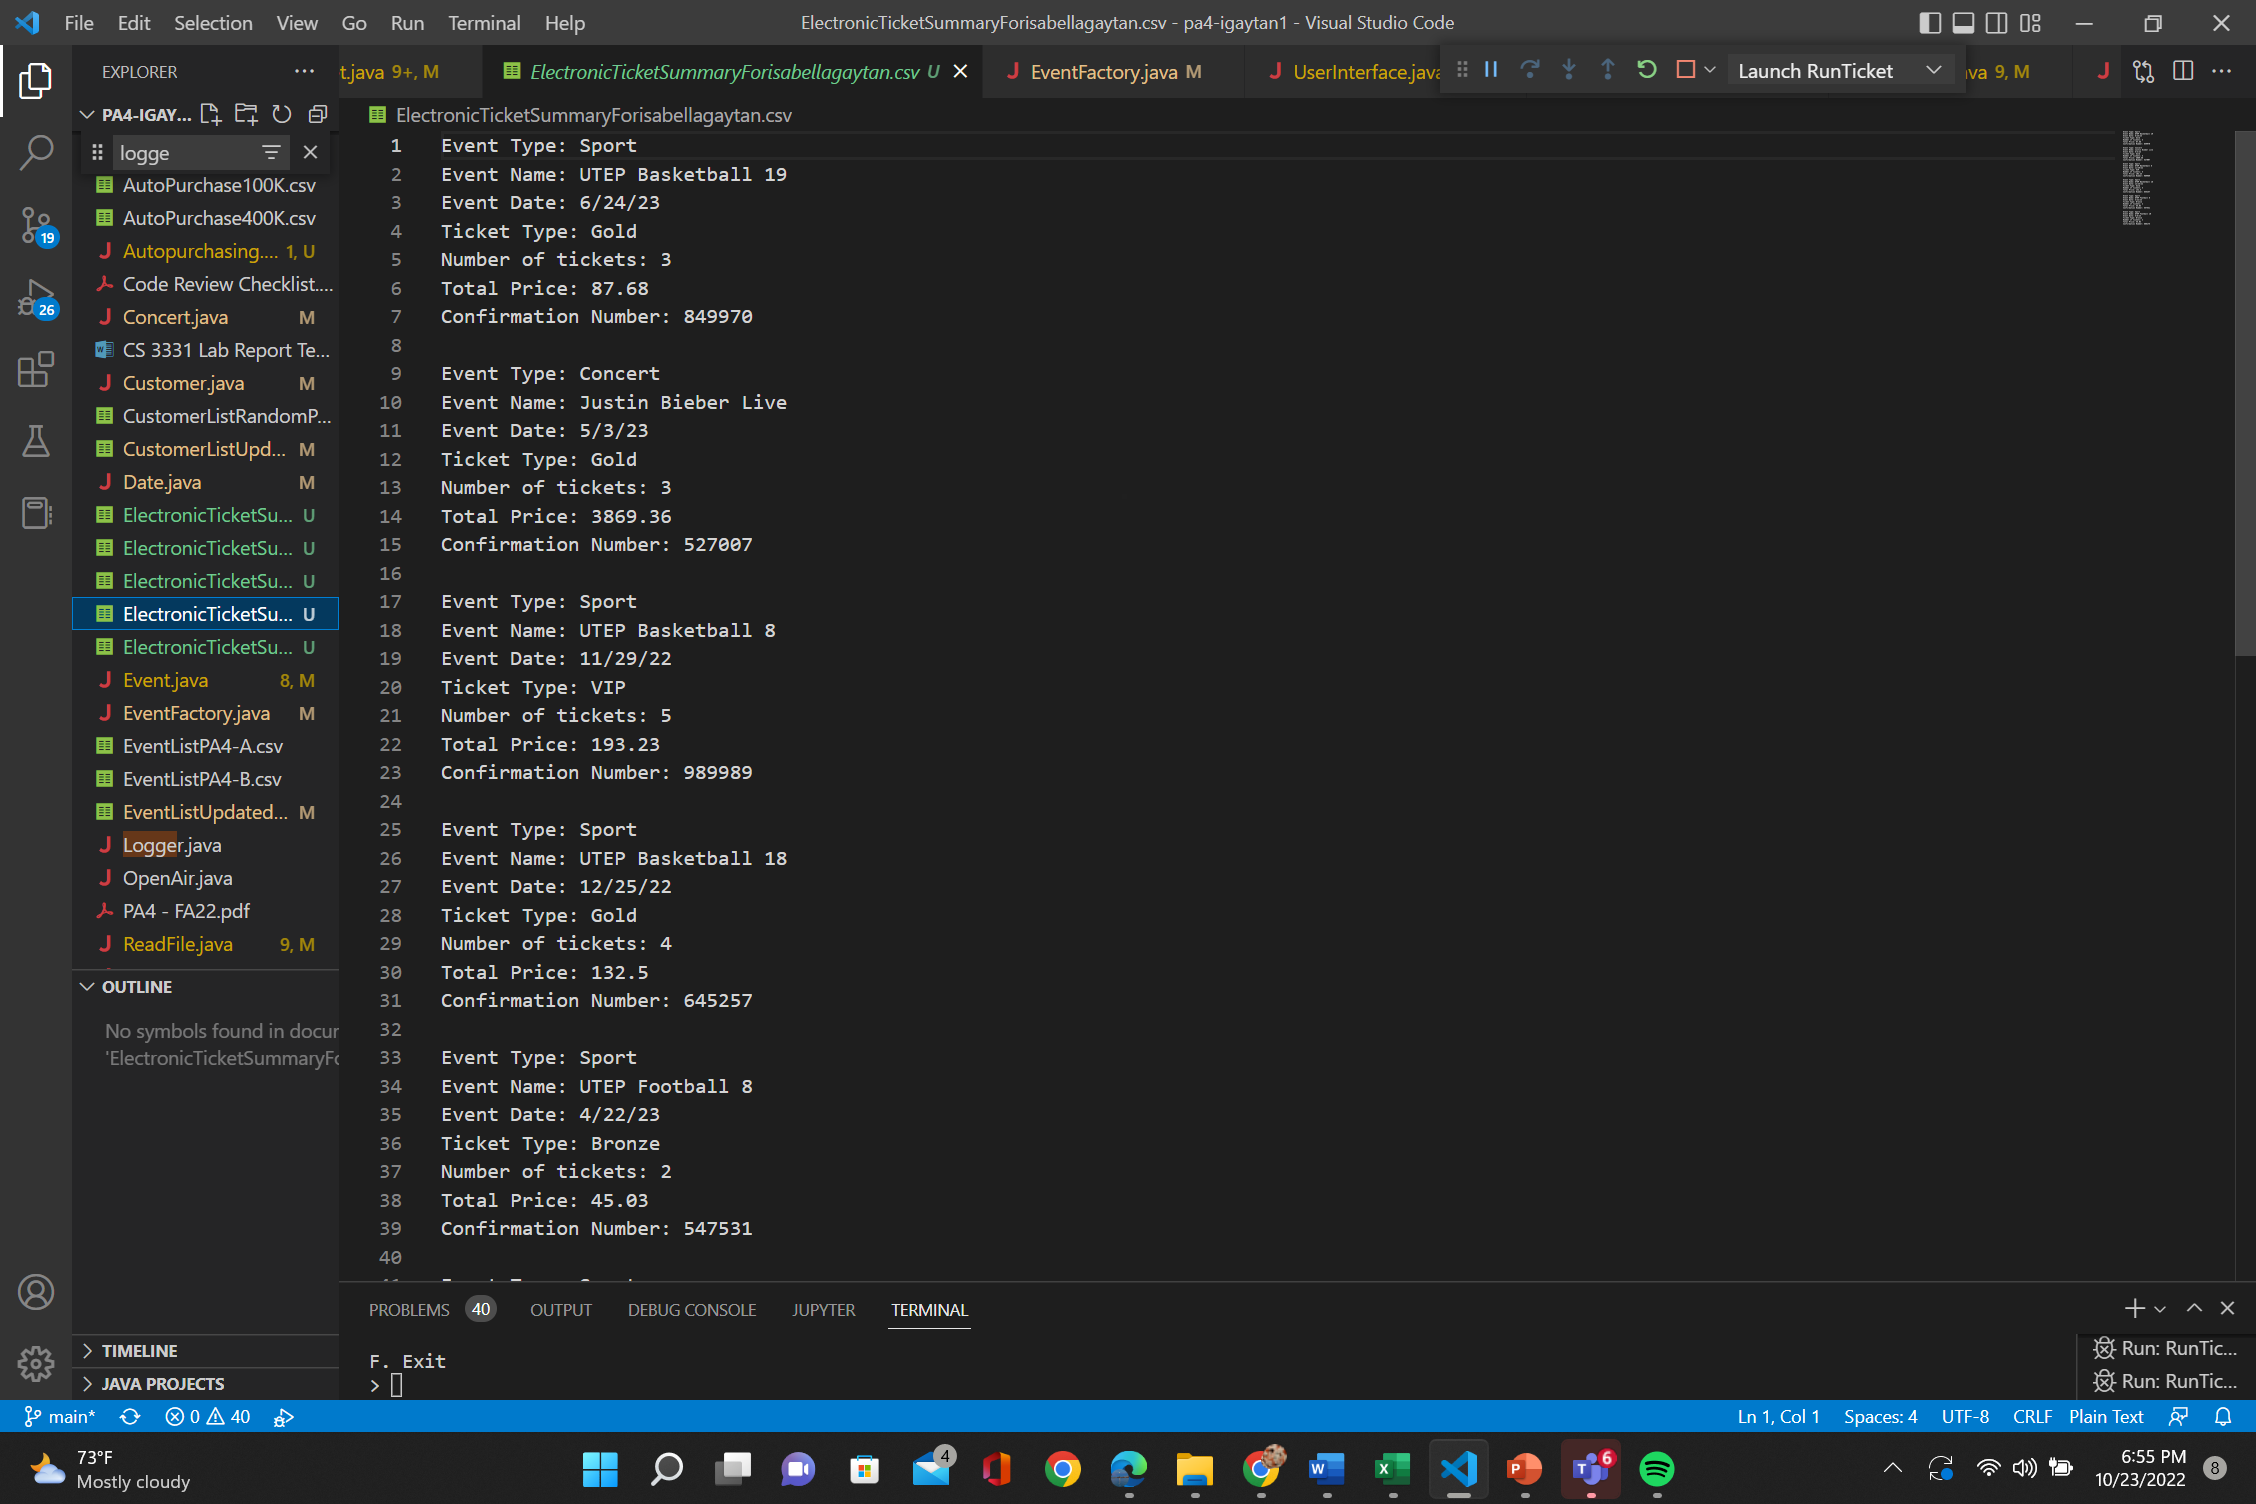 File Edit Selection View Go Run Terminal Help
ElectronicTicketSummaryForisabellagaytan.csv - pa4-igaytan1 - Visual Studio Code
EXPLORER
t.java 9+, M
ElectronicTicketSummaryForisabellagaytan.csv U
EventFactory.java M
UserInterface.java
Launch RunTicket
va 9, M
PA4-IGAY...
ElectronicTicketSummaryForisabellagaytan.csv
logge
AutoPurchase100K.csv
AutoPurchase400K.csv
Autopurchasing.... 1, U
Code Review Checklist....
Concert.java M
CS 3331 Lab Report Te...
Customer.java M
CustomerListRandomP...
CustomerListUpd... M
Date.java M
ElectronicTicketSu... U
ElectronicTicketSu... U
ElectronicTicketSu... U
ElectronicTicketSu... U
ElectronicTicketSu... U
Event.java 8, M
EventFactory.java M
EventListPA4-A.csv
EventListPA4-B.csv
EventListUpdated... M
Logger.java
OpenAir.java
PA4 - FA22.pdf
ReadFile.java 9, M
OUTLINE
No symbols found in docur
'ElectronicTicketSummaryFo
TIMELINE
JAVA PROJECTS
19
26
1 Event Type: Sport
2 Event Name: UTEP Basketball 19
3 Event Date: 6/24/23
4 Ticket Type: Gold
5 Number of tickets: 3
6 Total Price: 87.68
7 Confirmation Number: 849970
8
9 Event Type: Concert
10 Event Name: Justin Bieber Live
11 Event Date: 5/3/23
12 Ticket Type: Gold
13 Number of tickets: 3
14 Total Price: 3869.36
15 Confirmation Number: 527007
16
17 Event Type: Sport
18 Event Name: UTEP Basketball 8
19 Event Date: 11/29/22
20 Ticket Type: VIP
21 Number of tickets: 5
22 Total Price: 193.23
23 Confirmation Number: 989989
24
25 Event Type: Sport
26 Event Name: UTEP Basketball 18
27 Event Date: 12/25/22
28 Ticket Type: Gold
29 Number of tickets: 4
30 Total Price: 132.5
31 Confirmation Number: 645257
32
33 Event Type: Sport
34 Event Name: UTEP Football 8
35 Event Date: 4/22/23
36 Ticket Type: Bronze
37 Number of tickets: 2
38 Total Price: 45.03
39 Confirmation Number: 547531
40
PROBLEMS 40 OUTPUT DEBUG CONSOLE JUPYTER TERMINAL
F. Exit
>
Run: RunTic...
Run: RunTic...
main* 0 40
Ln 1, Col 1 Spaces: 4 UTF-8 CRLF Plain Text
73°F
Mostly cloudy
4
6
6:55 PM
10/23/2022
8